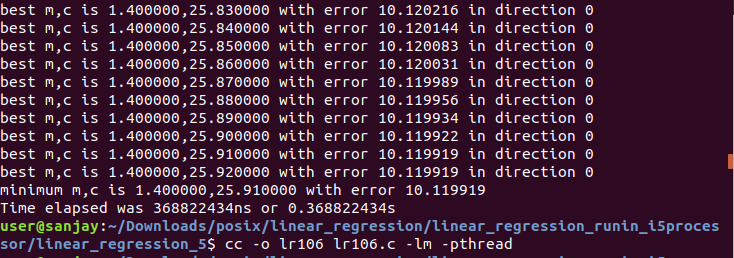 best m,c is 1.400000,25.830000 with error 10.120216 in direction 0
best m,c is 1.400000,25.840000 with error 10.120144 in direction 0
best m,c is 1.400000,25.850000 with error 10.120083 in direction 0
best m,c is 1.400000,25.860000 with error 10.120031 in direction 0
best m,c is 1.400000,25.870000 with error 10.119989 in direction 0
best m,c is 1.400000,25.880000 with error 10.119956 in direction 0
best m,c is 1.400000,25.890000 with error 10.119934 in direction 0
best m,c is 1.400000,25.900000 with error 10.119922 in direction 0
best m,c is 1.400000,25.910000 with error 10.119919 in direction 0
best m,c is 1.400000,25.920000 with error 10.119919 in direction 0
minimum m,c is 1.400000,25.910000 with error 10.119919
Time elapsed was 368822434ns or 0.368822434s
user@sanjay:~/Downloads/posix/linear_regression/linear_regression_runin_i5proces
sor/linear_regression_5$ cc -o lr106 lr106.c -lm -pthread